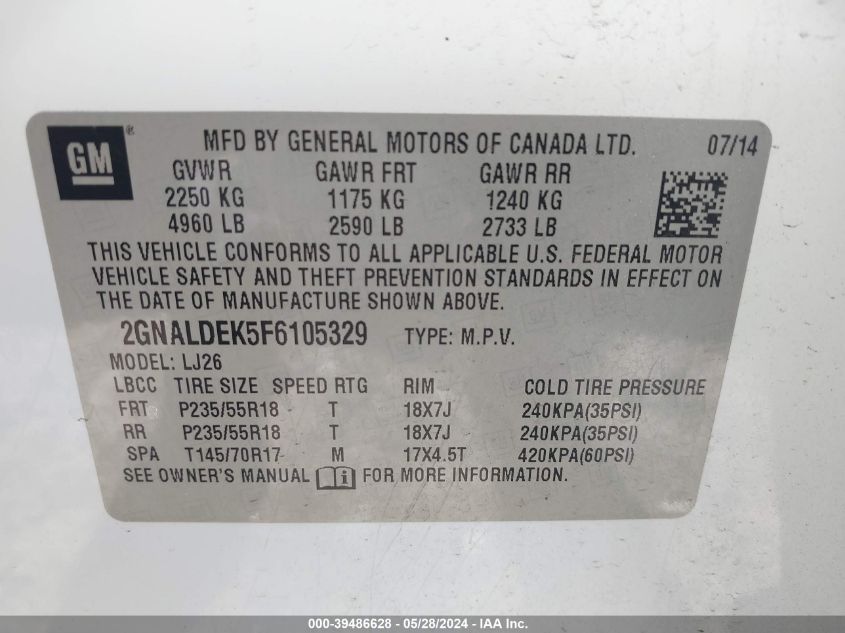 GM ® MFD BY GENERAL MOTORS OF CANADA LTD. 07/14
GVWR GAWR FRT GAWR RR
2250 KG 1175 KG 1240 KG
4960 LB 2590 LB 2733 LB
THIS VEHICLE CONFORMS TO ALL APPLICABLE U.S. FEDERAL MOTOR
VEHICLE SAFETY AND THEFT PREVENTION STANDARDS IN EFFECT ON
THE DATE OF MANUFACTURE SHOWN ABOVE.
2GNALDEK5F6105329 TYPE: M.P.V.
MODEL: LJ26
LBCC TIRE SIZE SPEED RTG RIM COLD TIRE PRESSURE
FRT P235/55R18 T 18X7J 240KPA(35PSI)
RR P235/55R18 T 18X7J 240KPA(35PSI)
SPA T145/70R17 M 17X4.5T 420KPA(60PSI)
SEE OWNER'S MANUAL i FOR MORE INFORMATION.
000-39486628 - 05/28/2024 - IAA Inc.